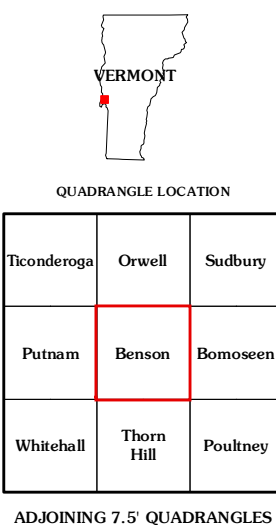 VERMONT
QUADRANGLE LOCATION
Ticonderoga Orwell Sudbury
Putnam Benson Bomoseen
Whitehall Thorn Hill Poultney
ADJOINING 7.5' QUADRANGLES